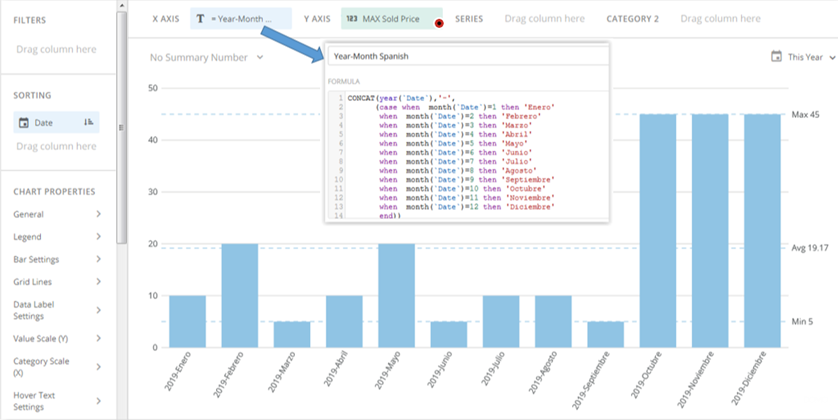 FILTERS
Drag column here
SORTING
Date
Drag column here
CHART PROPERTIES
General
Legend
Bar Settings
Grid Lines
Data Label
Settings
Value Scale (Y)
Category Scale
(X)
Hover Text
Settings
X AXIS
T = Year-Month ...
Y AXIS
123 MAX Sold Price
SERIES
Drag column here
CATEGORY 2
Drag column here
No Summary Number
This Year
Year-Month Spanish
FORMULA
1 CONCAT(year(`Date`),'-',
2 (case when month(`Date`)=1 then 'Enero'
3 when month(`Date`)=2 then 'Febrero'
4 when month(`Date`)=3 then 'Marzo'
5 when month(`Date`)=4 then 'Abril'
6 when month(`Date`)=5 then 'Mayo'
7 when month(`Date`)=6 then 'Junio'
8 when month(`Date`)=7 then 'Julio'
9 when month(`Date`)=8 then 'Agosto'
10 when month(`Date`)=9 then 'Septiembre'
11 when month(`Date`)=10 then 'Octubre'
12 when month(`Date`)=11 then 'Noviembre'
13 when month(`Date`)=12 then 'Diciembre'
14 end))
50
40
30
20
10
0
Max 45
Avg 19.17
Min 5
2019-Enero
2019-Febrero
2019-Marzo
2019-Abril
2019-Mayo
2019-Junio
2019-Julio
2019-Agosto
2019-Septiembre
2019-Octubre
2019-Noviembre
2019-Diciembre